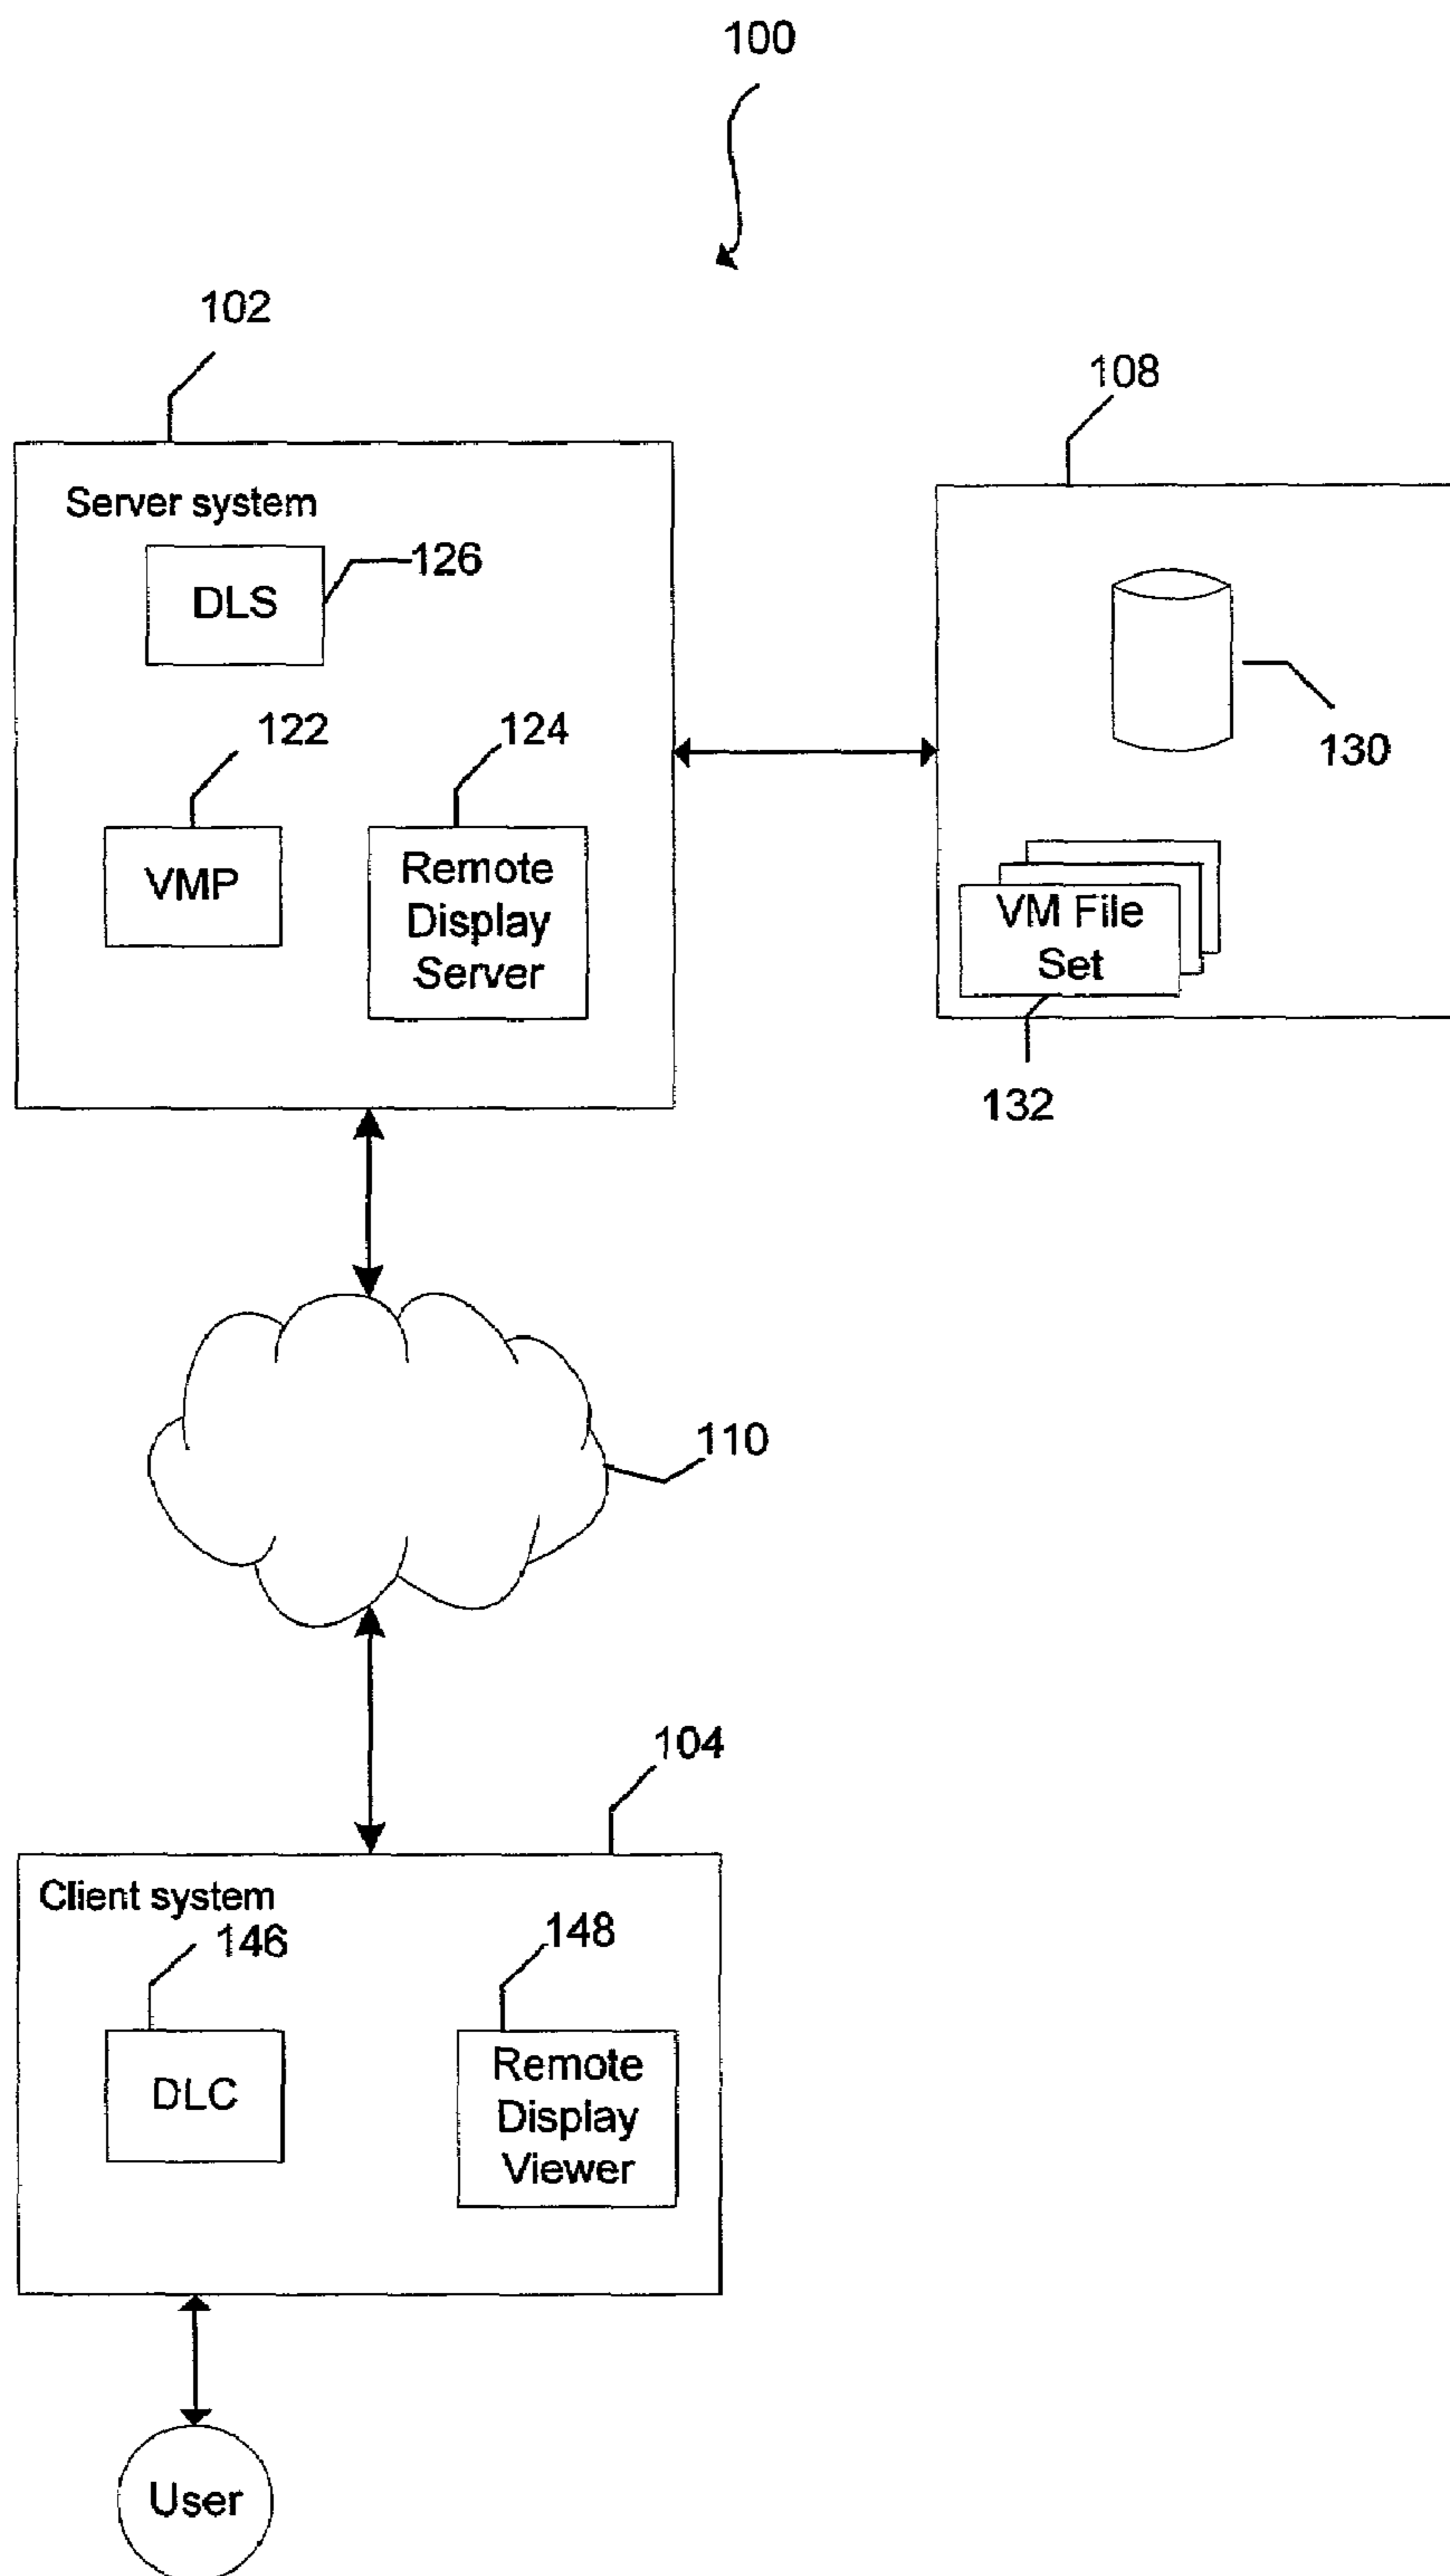 100
102
108
Server system
126
DLS
122
124
130
VMP
Remote
Display
Server
VM File
Set
132
110
104
Client system
146
148
DLC
Remote
Display
Viewer
User